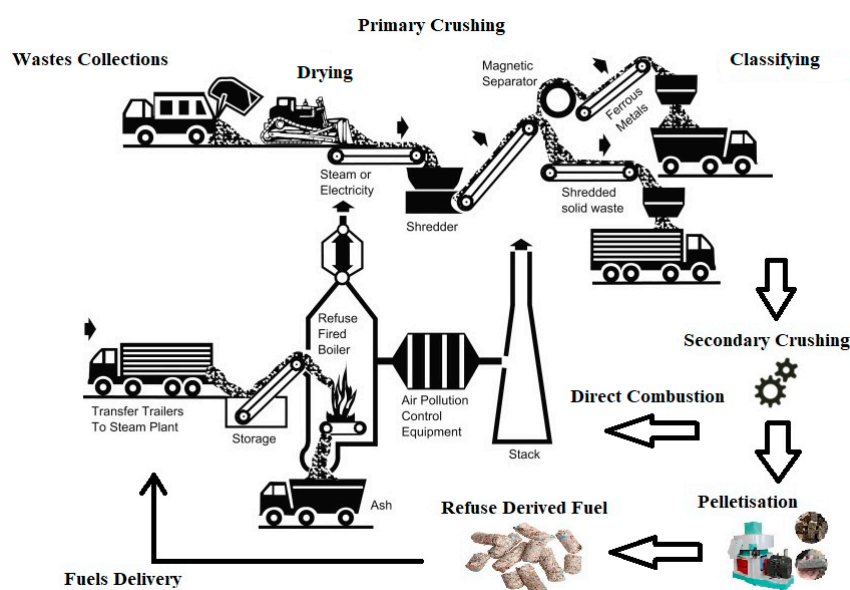 Primary Crushing
Wastes Collections
Drying
Magnetic
Separator
Classifying
Ferrous
Metals
Steam or
Electricity
Shredder
Shredded
solid waste
Refuse
Fired
Boiler
Secondary Crushing
Direct Combustion
Air Pollution
Control
Equipment
Transfer Trailers
To Steam Plant
Storage
Stack
Ash
Pelletisation
Refuse Derived Fuel
Fuels Delivery